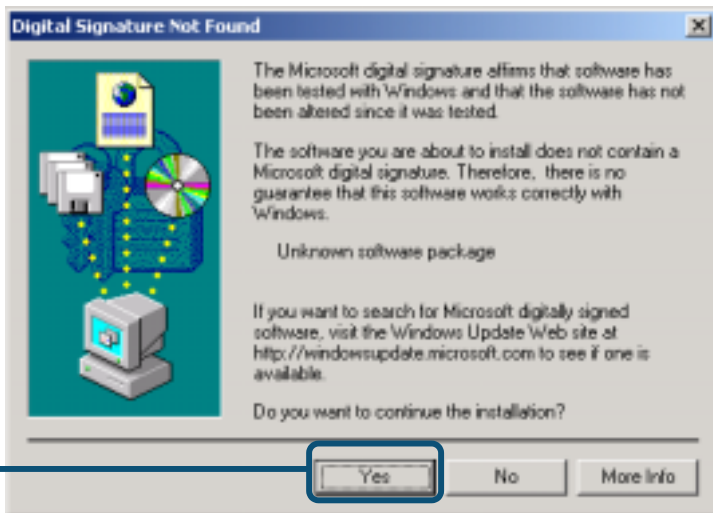 Digital Signature Not Found
The Microsoft digital signature affirms that software has
been tested with Windows and that the software has not
been altered since it was tested.
The software you are about to install does not contain a
Microsoft digital signature. Therefore, there is no
guarantee that this software works correctly with
Windows.
Unknown software package
If you want to search for Microsoft digitally signed
software, visit the Windows Update Web site at
http://windowsupdate.microsoft.com to see if one is
available.
Do you want to continue the installation?
Yes No More Info